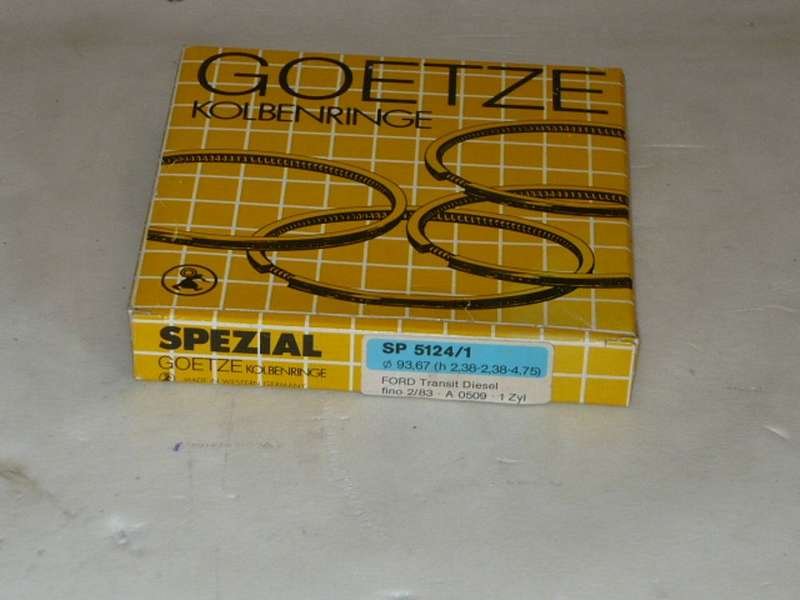 GOETZE
KOLBENRINGE
SPEZIAL
GOETZE KOLBENRINGE
MADE IN WESTERN GERMANY
SP 5124/1
Ø 93,67 (h 2,38-2,38-4,75)
FORD Transit Diesel
fino 2/83 · A 0509 · 1 Zyl